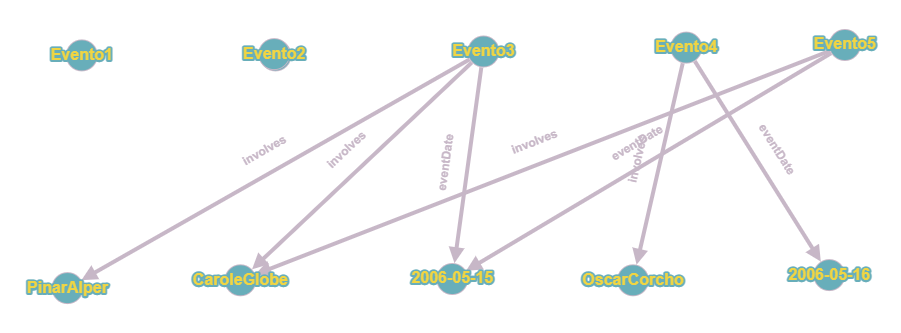 Evento1
Evento2
Evento3
Evento4
Evento5
involves
involves
eventDate
involves
eventDate
involves
eventDate
PinarAlper
CaroleGlobe
2006-05-15
OscarCorcho
2006-05-16